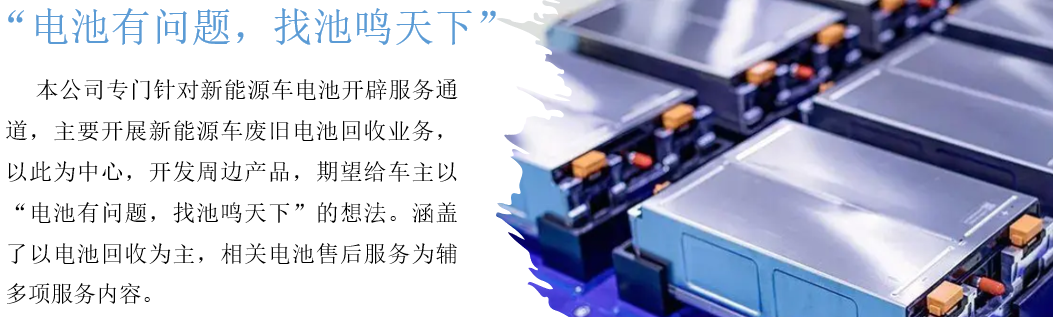 “电池有问题，找池鸣天下”
本公司专门针对新能源车电池开辟服务通
道，主要开展新能源车废旧电池回收业务，
以此为中心，开发周边产品，期望给车主以
“电池有问题，找池鸣天下”的想法。涵盖
了以电池回收为主，相关电池售后服务为辅
多项服务内容。